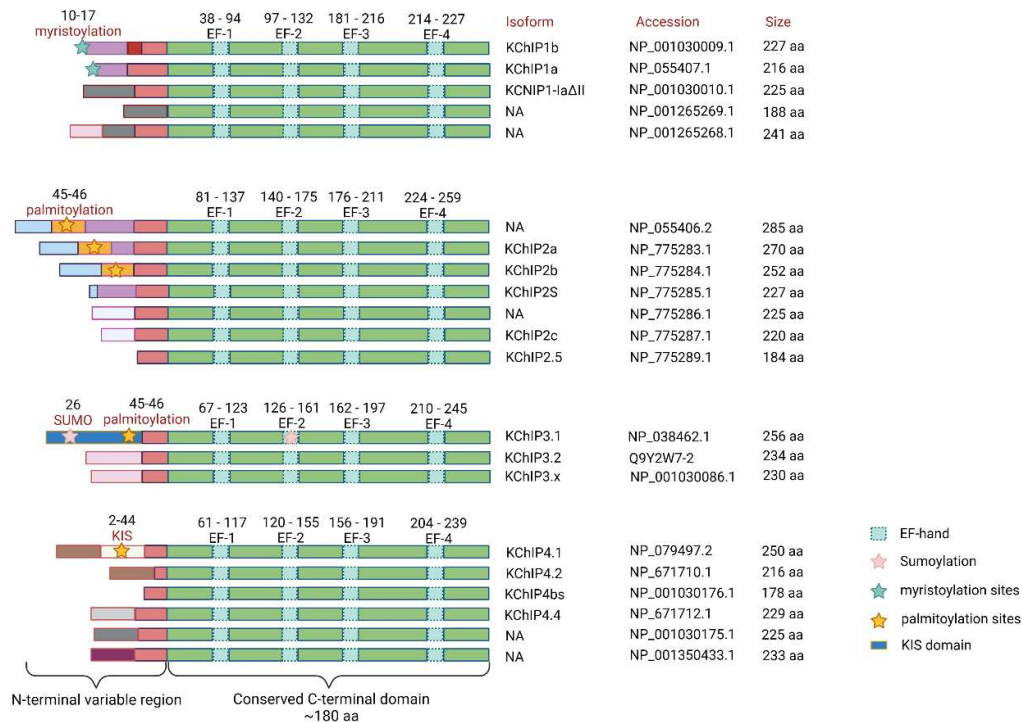 10-17 38 - 94 97 - 132 181 - 216 214 - 227 Isoform Accession Size
myristoylation EF-1 EF-2 EF-3 EF-4
KChIP1b NP_001030009.1 227 aa
KChIP1a NP_055407.1 216 aa
KCNIP1-IaΔII NP_001030010.1 225 aa
NA NP_001265269.1 188 aa
NA NP_001265268.1 241 aa
45-46 81 - 137 140 - 175 176 - 211 224 - 259
palmitoylation EF-1 EF-2 EF-3 EF-4
NA NP_055406.2 285 aa
KChIP2a NP_775283.1 270 aa
KChIP2b NP_775284.1 252 aa
KChIP2S NP_775285.1 227 aa
NA NP_775286.1 225 aa
KChIP2c NP_775287.1 220 aa
KChIP2.5 NP_775289.1 184 aa
26 45-46 67 - 123 126 - 161 162 - 197 210 - 245
SUMO palmitoylation EF-1 EF-2 EF-3 EF-4
KChIP3.1 NP_038462.1 256 aa
KChIP3.2 Q9Y2W7-2 234 aa
KChIP3.x NP_001030086.1 230 aa
2-44 61 - 117 120 - 155 156 - 191 204 - 239
KIS EF-1 EF-2 EF-3 EF-4
KChIP4.1 NP_079497.2 250 aa
KChIP4.2 NP_671710.1 216 aa
KChIP4bs NP_001030176.1 178 aa
KChIP4.4 NP_671712.1 229 aa
NA NP_001030175.1 225 aa
NA NP_001350433.1 233 aa
EF-hand
Sumoylation
myristoylation sites
palmitoylation sites
KIS domain
N-terminal variable region Conserved C-terminal domain
~180 aa